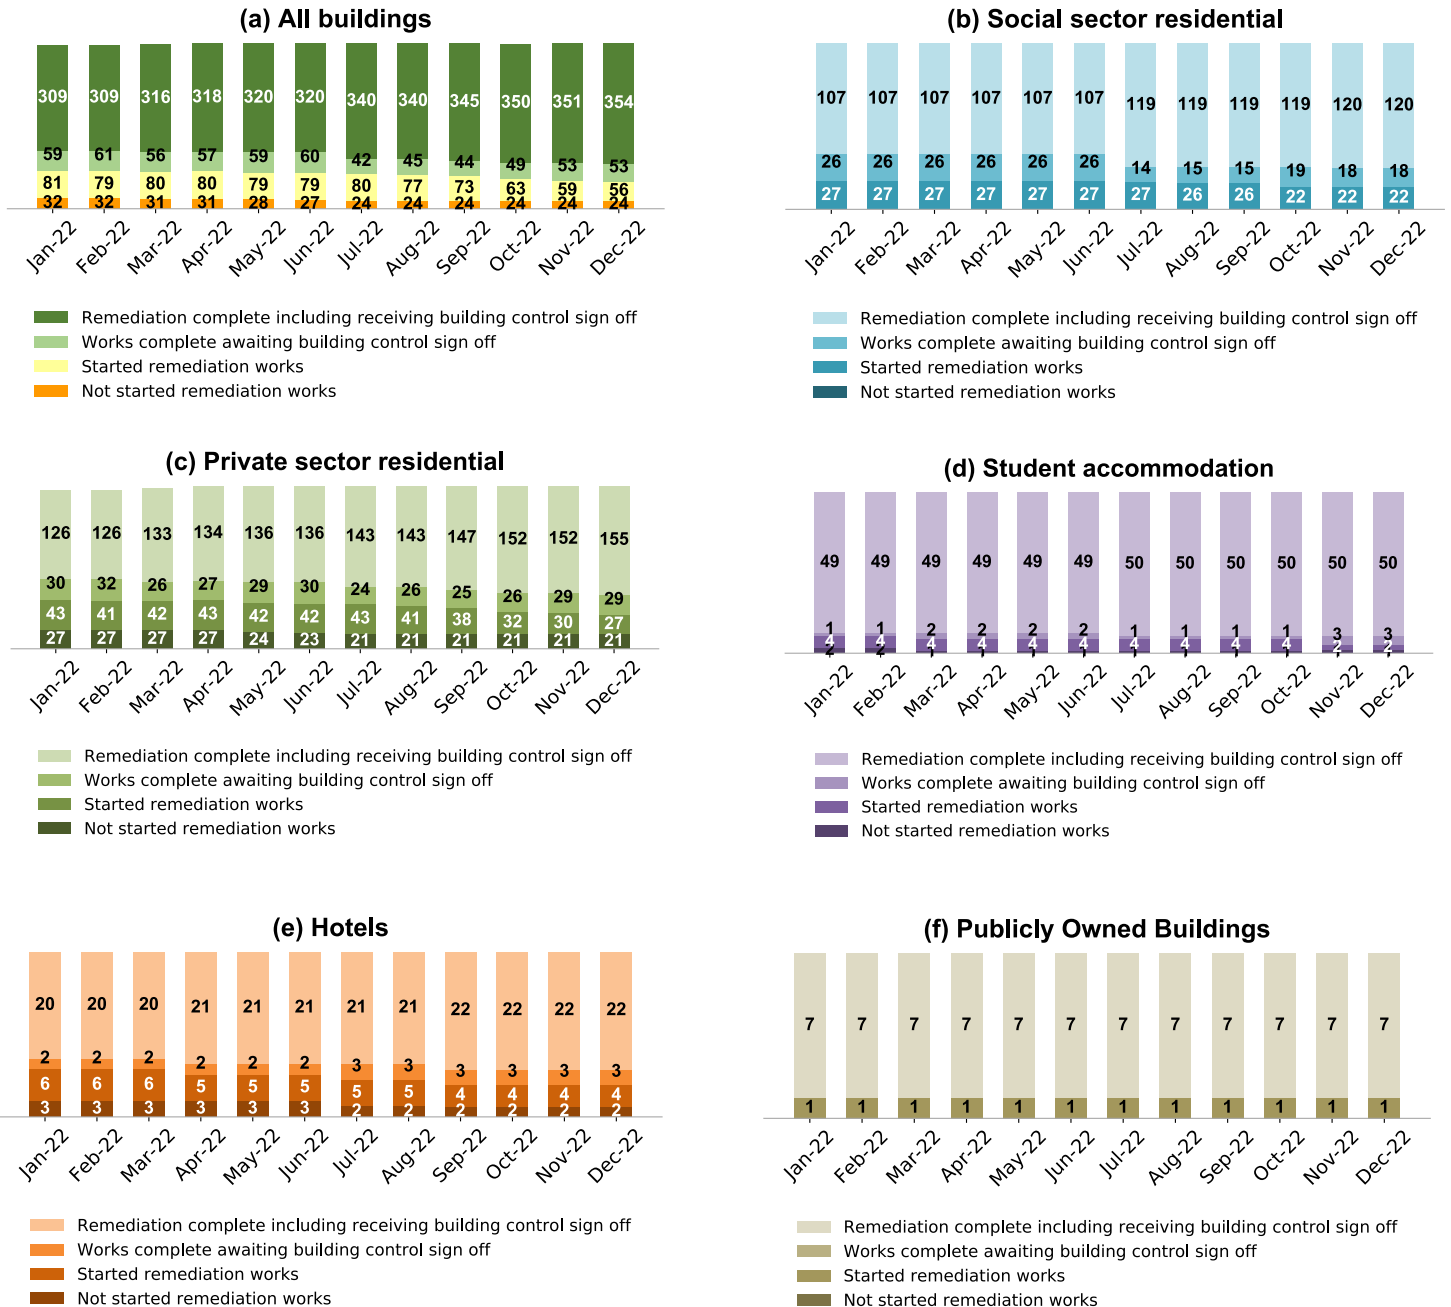 (a) All buildings
309 309 316 318 320 320 340 340 345 350 351 354
59 61 56 57 59 60 42 45 44 49 53 53
81 79 80 80 79 79 80 77 73 63 59 56
32 32 31 31 28 27 24 24 24 24 24 24
Jan-22 Feb-22 Mar-22 Apr-22 May-22 Jun-22 Jul-22 Aug-22 Sep-22 Oct-22 Nov-22 Dec-22
Remediation complete including receiving building control sign off
Works complete awaiting building control sign off
Started remediation works
Not started remediation works
(b) Social sector residential
107 107 107 107 107 107 119 119 119 119 120 120
26 26 26 26 26 26 14 15 15 19 18 18
27 27 27 27 27 27 27 26 26 22 22 22
Jan-22 Feb-22 Mar-22 Apr-22 May-22 Jun-22 Jul-22 Aug-22 Sep-22 Oct-22 Nov-22 Dec-22
Remediation complete including receiving building control sign off
Works complete awaiting building control sign off
Started remediation works
Not started remediation works
(c) Private sector residential
126 126 133 134 136 136 143 143 147 152 152 155
30 32 26 27 29 30 24 26 25 26 29 29
43 41 42 43 42 42 43 41 38 32 30 27
27 27 27 27 24 23 21 21 21 21 21 21
Jan-22 Feb-22 Mar-22 Apr-22 May-22 Jun-22 Jul-22 Aug-22 Sep-22 Oct-22 Nov-22 Dec-22
Remediation complete including receiving building control sign off
Works complete awaiting building control sign off
Started remediation works
Not started remediation works
(d) Student accommodation
49 49 49 49 49 49 50 50 50 50 50 50
1 1 2 2 2 2 1 1 1 1 3 3
4 4 4 4 4 4 4 4 4 4 2 2
2 2 1 1 1 1 1 1 1 1 1 1
Jan-22 Feb-22 Mar-22 Apr-22 May-22 Jun-22 Jul-22 Aug-22 Sep-22 Oct-22 Nov-22 Dec-22
Remediation complete including receiving building control sign off
Works complete awaiting building control sign off
Started remediation works
Not started remediation works
(e) Hotels
20 20 20 21 21 21 21 21 22 22 22 22
2 2 2 2 2 2 3 3 3 3 3 3
6 6 6 5 5 5 5 5 4 4 4 4
3 3 3 3 3 3 2 2 2 2 2 2
Jan-22 Feb-22 Mar-22 Apr-22 May-22 Jun-22 Jul-22 Aug-22 Sep-22 Oct-22 Nov-22 Dec-22
Remediation complete including receiving building control sign off
Works complete awaiting building control sign off
Started remediation works
Not started remediation works
(f) Publicly Owned Buildings
7 7 7 7 7 7 7 7 7 7 7 7
1 1 1 1 1 1 1 1 1 1 1 1
Jan-22 Feb-22 Mar-22 Apr-22 May-22 Jun-22 Jul-22 Aug-22 Sep-22 Oct-22 Nov-22 Dec-22
Remediation complete including receiving building control sign off
Works complete awaiting building control sign off
Started remediation works
Not started remediation works